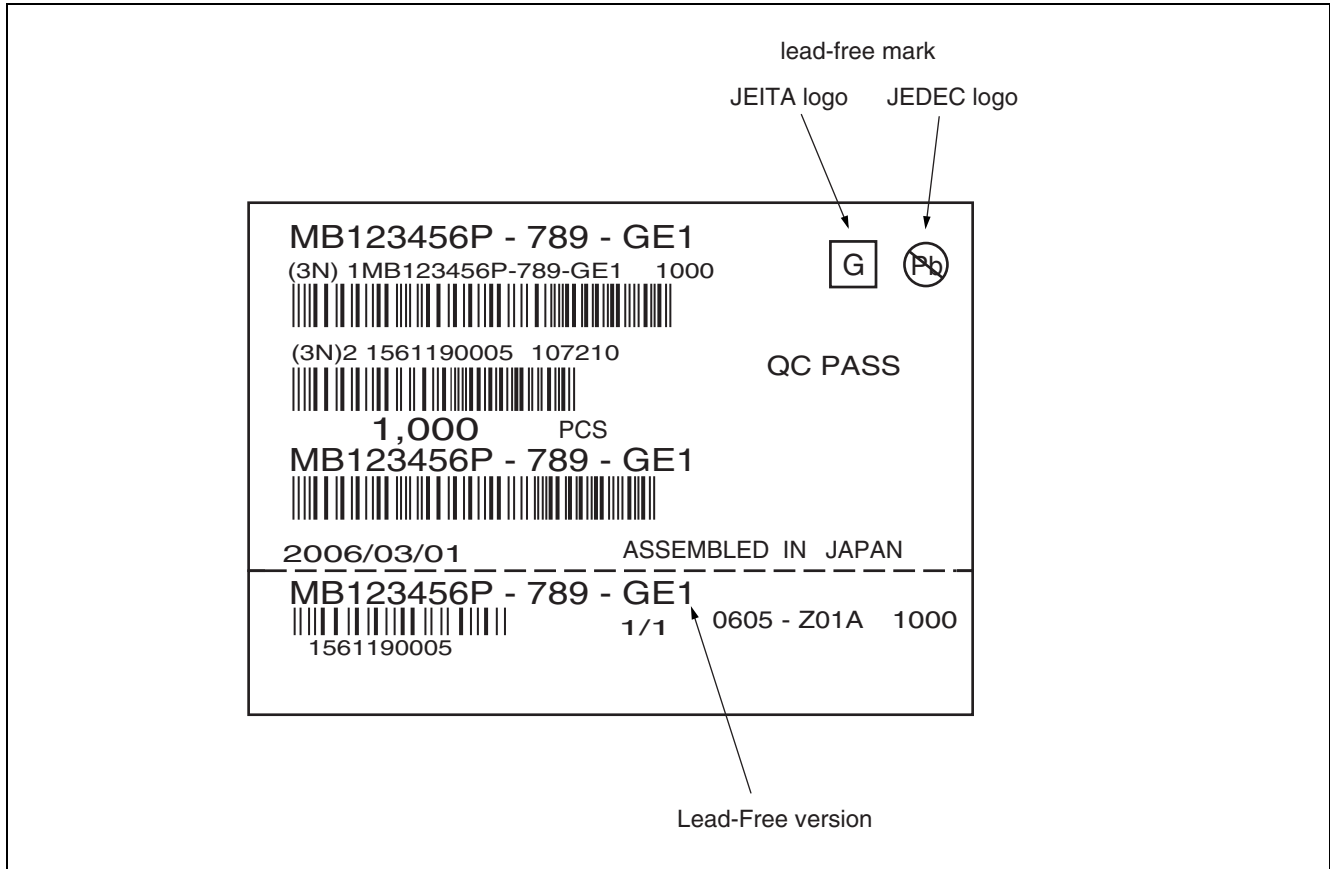 lead-free mark
JEITA logo JEDEC logo
MB123456P - 789 - GE1
(3N) 1MB123456P-789-GE1 1000
G Pb
(3N)2 1561190005 107210
QC PASS
1,000 PCS
MB123456P - 789 - GE1
2006/03/01 ASSEMBLED IN JAPAN
MB123456P - 789 - GE1
1/1 0605 - Z01A 1000
1561190005
Lead-Free version